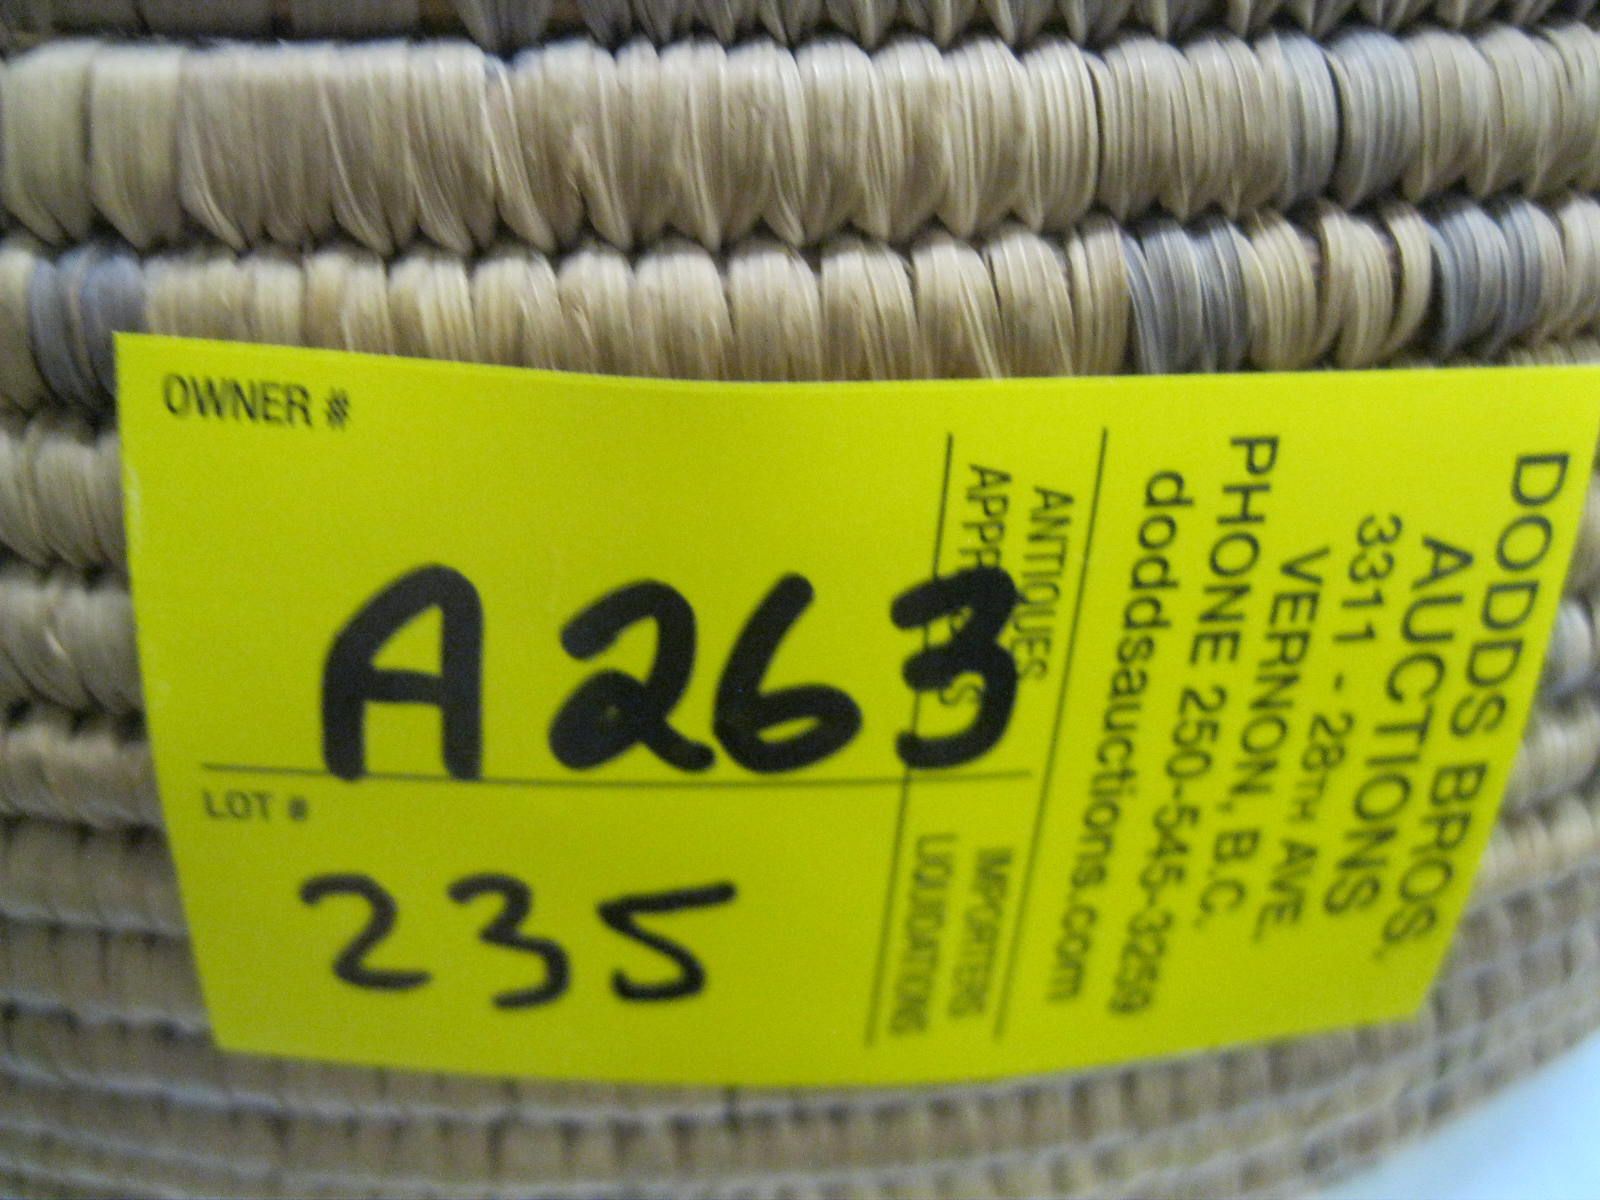 OWNER #
A263
LOT #
235
DODDS BROS.
AUCTIONS
3311 - 28TH AVE.
VERNON, B.C.
PHONE 250-545-3259
doddsauctions.com
ANTIQUES
IMPORTERS
LIQUIDATIONS